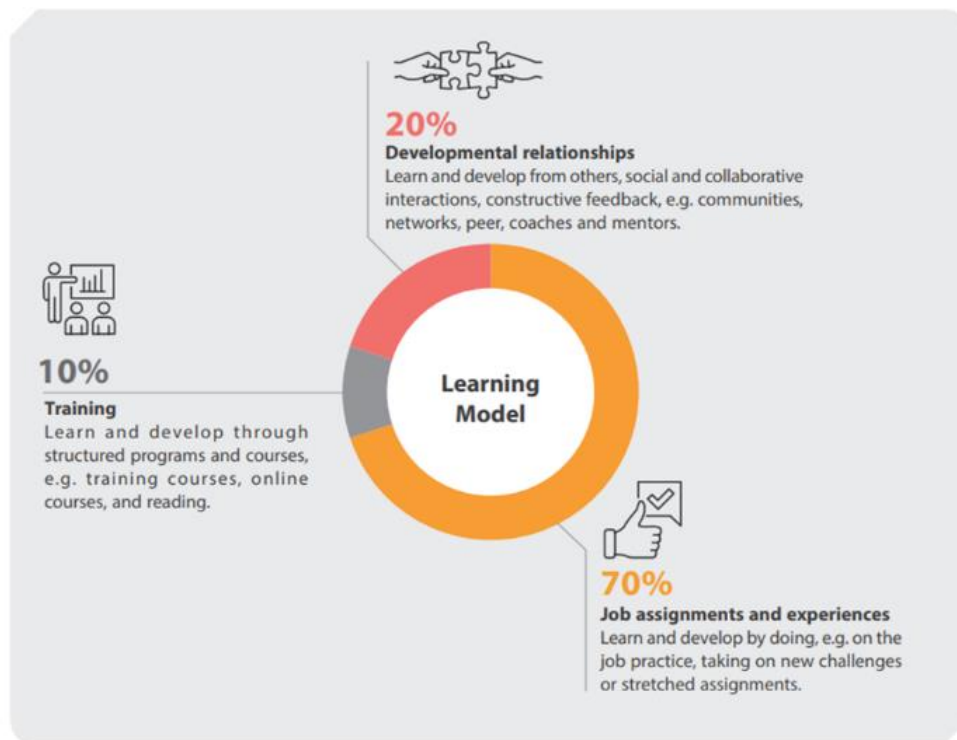 20%
Developmental relationships
Learn and develop from others, social and collaborative
interactions, constructive feedback, e.g. communities,
networks, peer, coaches and mentors.
10%
Training
Learn and develop through
structured programs and courses,
e.g. training courses, online
courses, and reading.
Learning
Model
70%
Job assignments and experiences
Learn and develop by doing, e.g. on the
job practice, taking on new challenges
or stretched assignments.